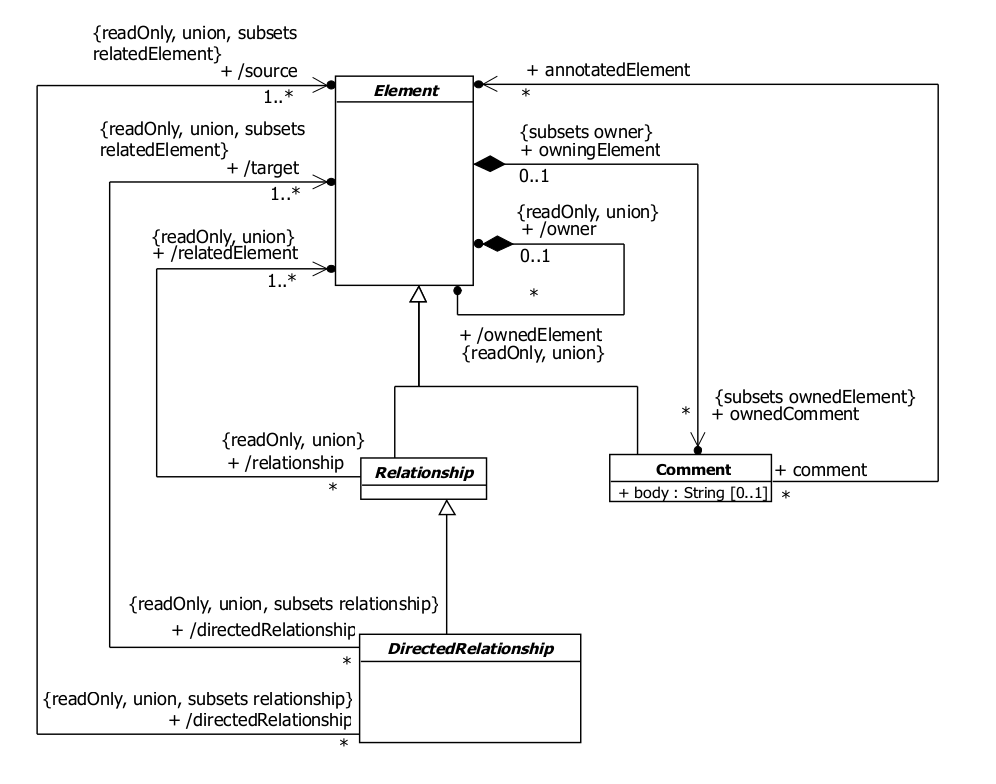 {readOnly, union, subsets
relatedElement}
+ /source
1..*
Element
+ annotatedElement
*
{readOnly, union, subsets
relatedElement}
+ /target
1..*
{subsets owner}
+ owningElement
0..1
{readOnly, union}
+ /owner
0..1
{readOnly, union}
+ /relatedElement
1..*
*
+ /ownedElement
{readOnly, union}
{subsets ownedElement}
+ ownedComment
*
{readOnly, union}
+ /relationship
*
Relationship
Comment
+ body : String [0..1]
+ comment
*
{readOnly, union, subsets relationship}
+ /directedRelationship
*
DirectedRelationship
{readOnly, union, subsets relationship}
+ /directedRelationship
*